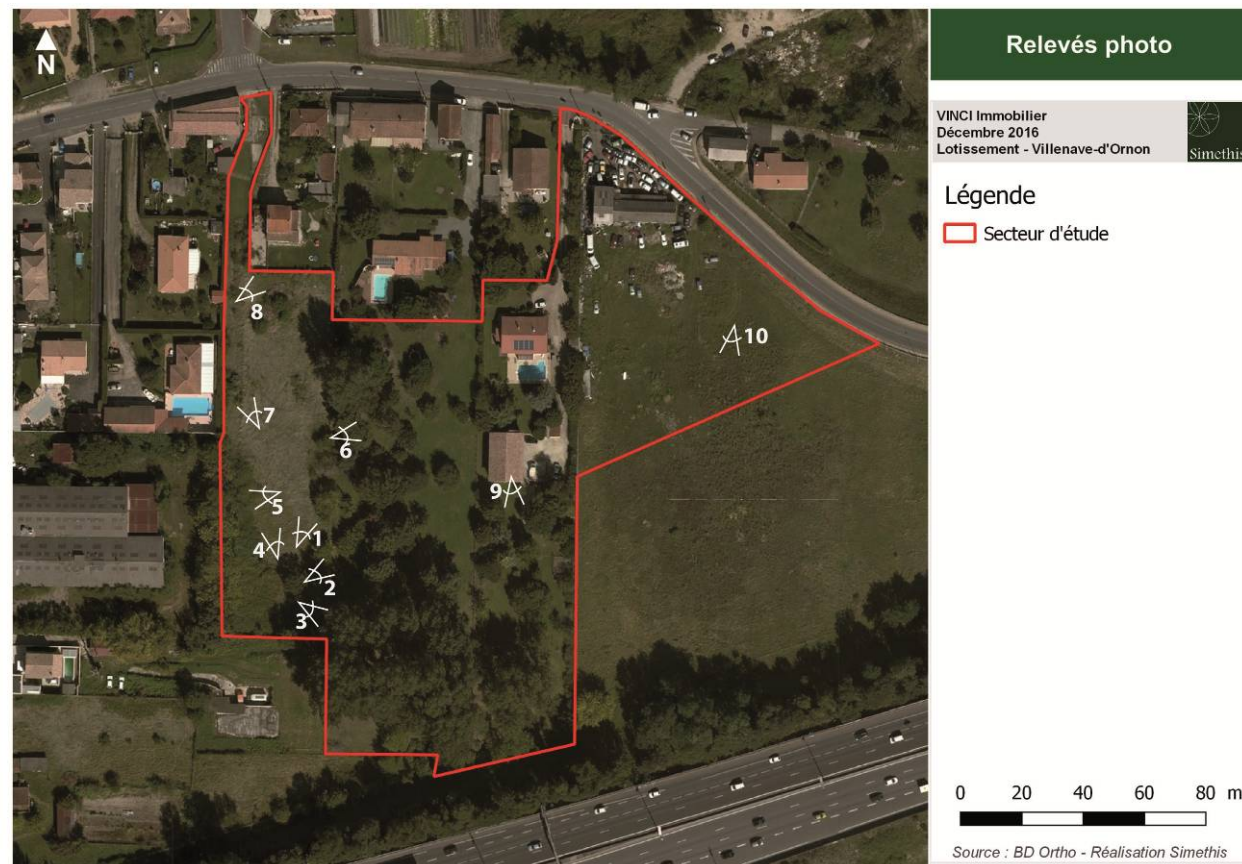 N
8
7
6
5
4
1
2
3
9
10
Relevés photo
VINCI Immobilier
Décembre 2016
Lotissement - Villenave-d'Ornon
Simethis
Légende
Secteur d'étude
0 20 40 60 80 m
Source : BD Ortho - Réalisation Simethis